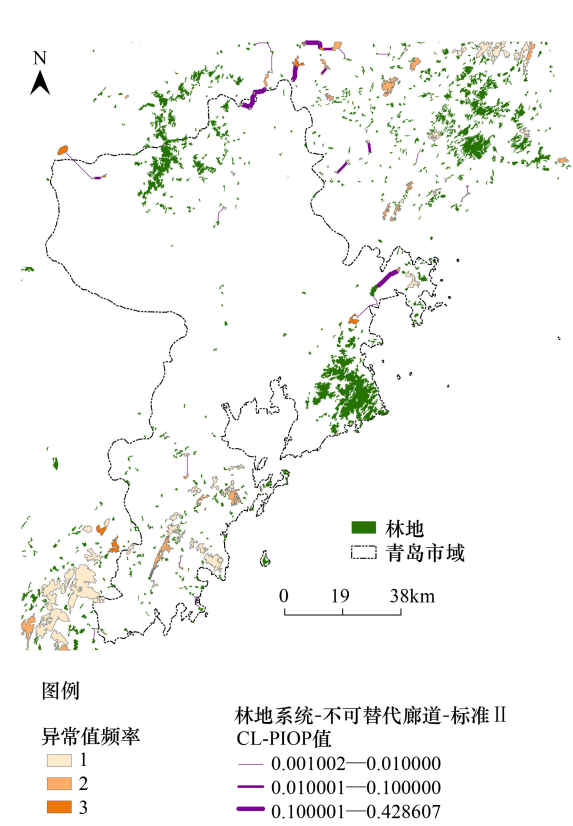 N
林地
青岛市域
0 19 38km
图例
异常值频率
1
2
3
林地系统-不可替代廊道-标准Ⅱ
CL-PIOP值
0.001002—0.010000
0.010001—0.100000
0.100001—0.428607